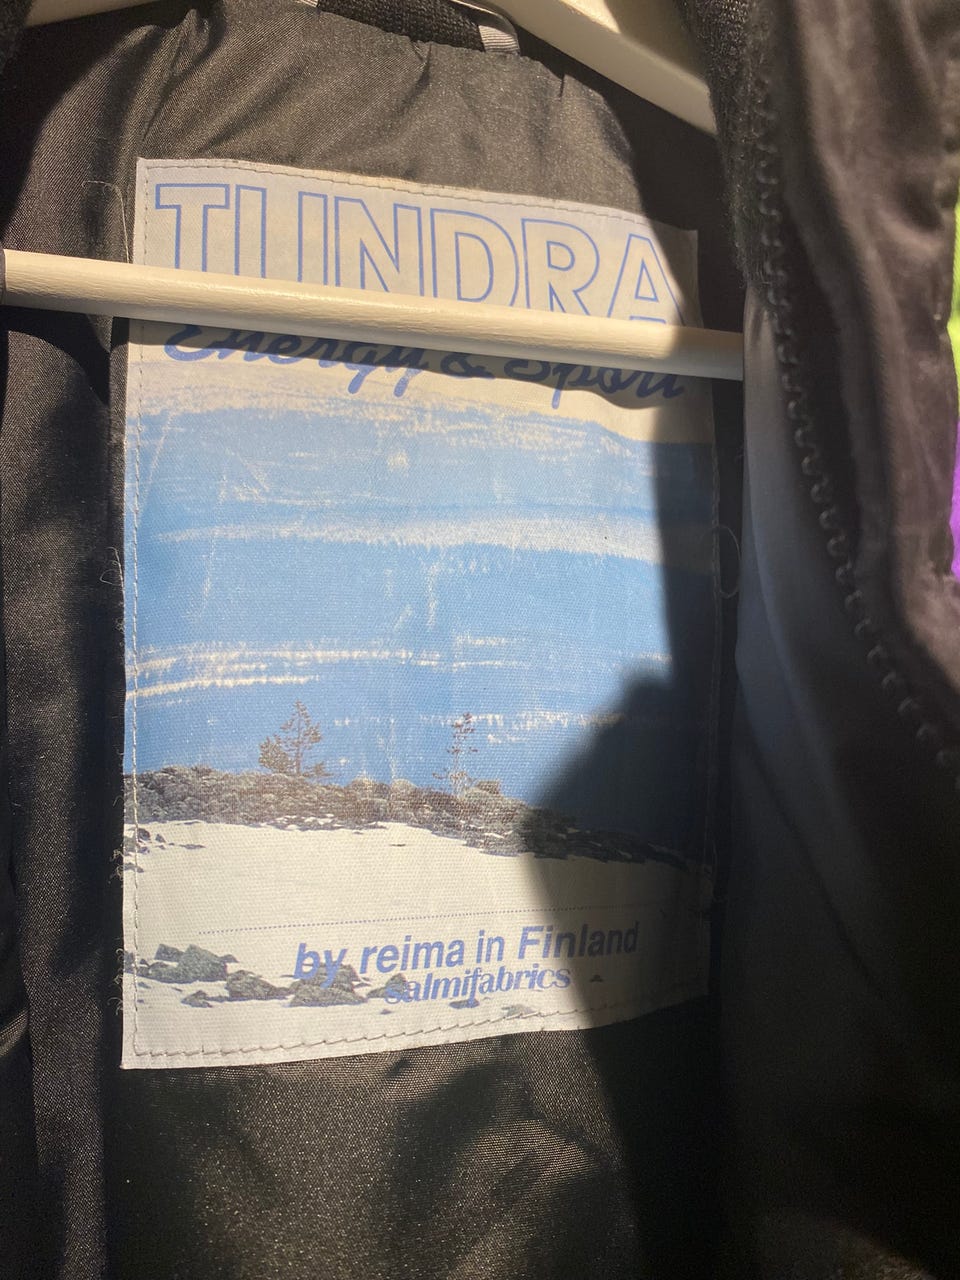 TUNDRA
Energy & Sport
by reima in Finland
salmifabrics